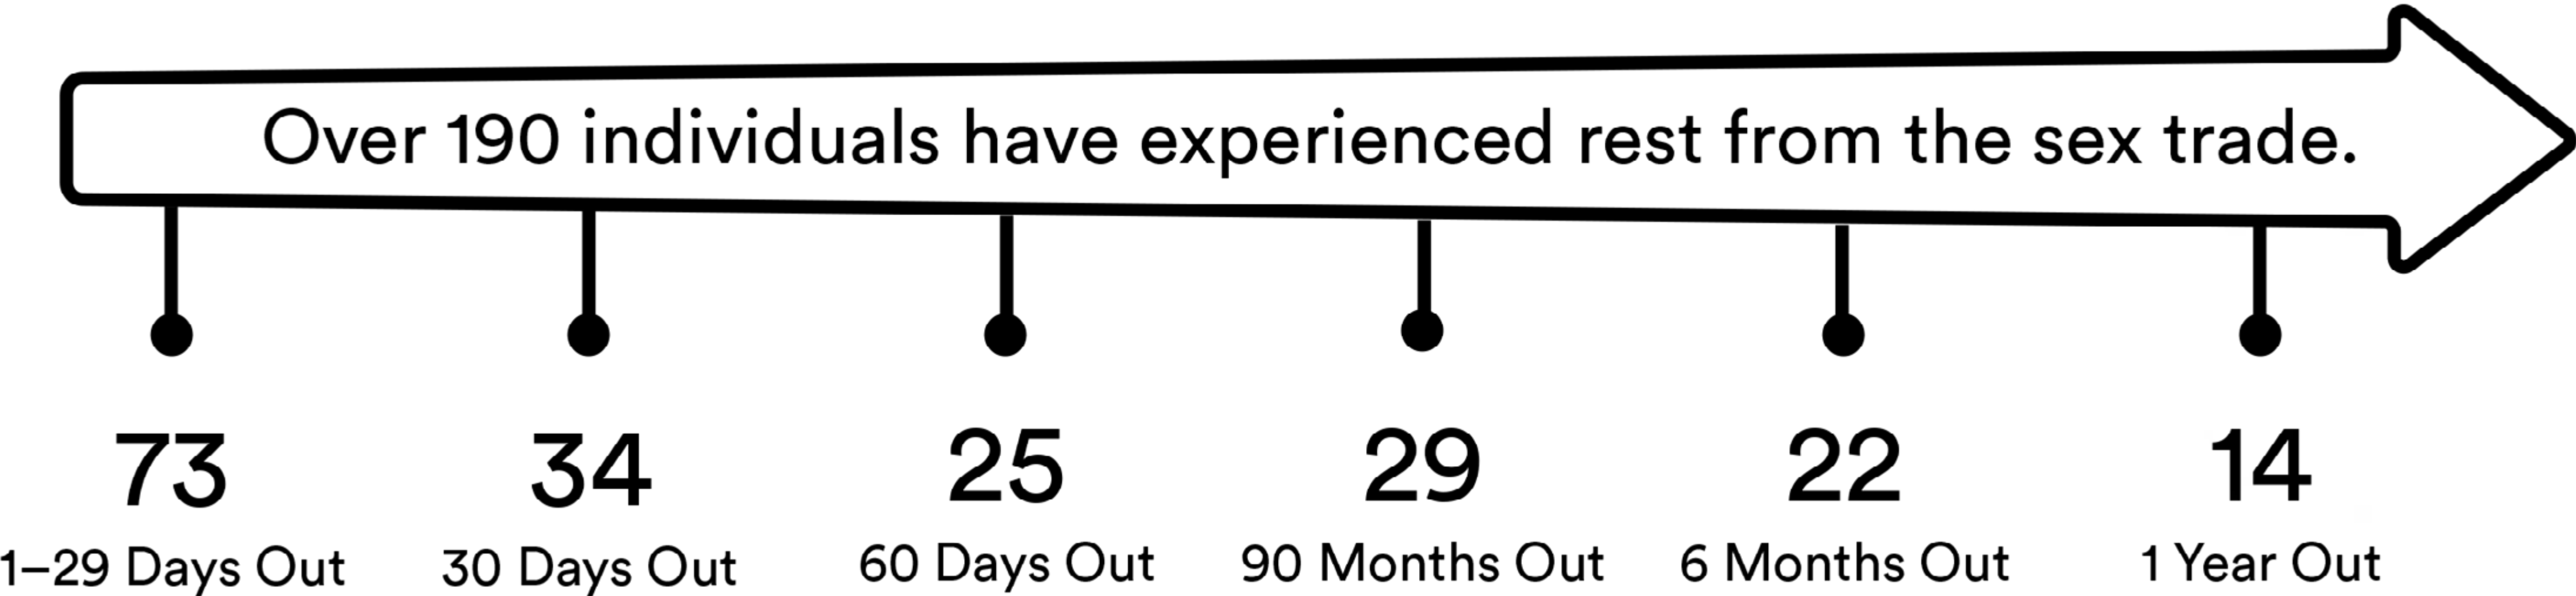 Over 190 individuals have experienced rest from the sex trade.
73
1–29 Days Out
34
30 Days Out
25
60 Days Out
29
90 Months Out
22
6 Months Out
14
1 Year Out